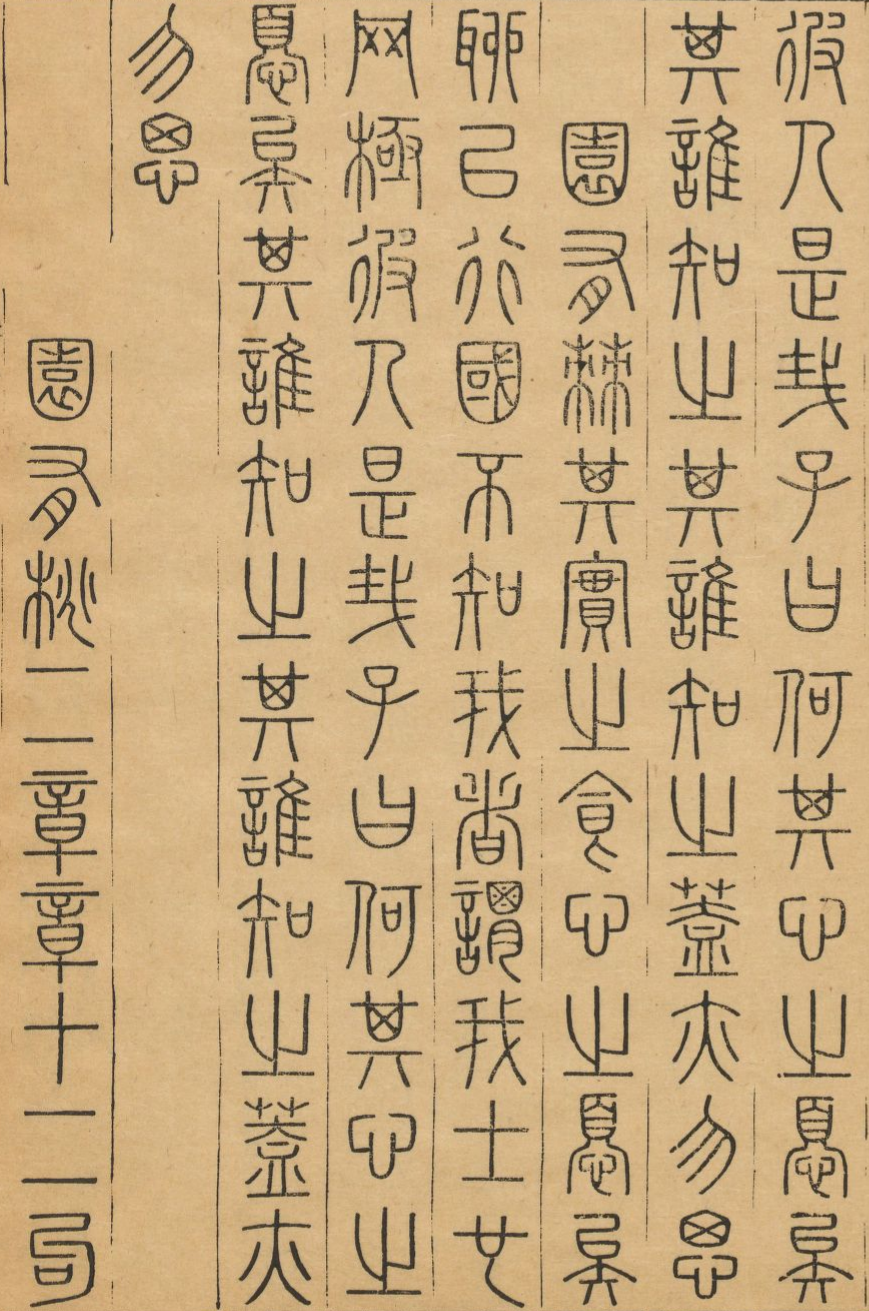 彼人是哉子曰何其心之憂矣
其誰知之其誰知之蓋亦勿思
園有棘其實之食心之憂矣
聊以行國不知我者謂我士也
网極彼人是哉子曰何其心之
憂矣其誰知之其誰知之蓋亦
勿思
園有桃二章章十二句